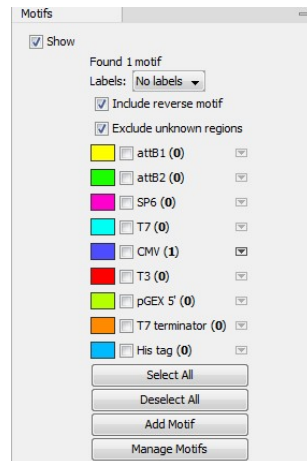 Motifs
Show
Found 1 motif
Labels: No labels
Include reverse motif
Exclude unknown regions
attB1 (0)
attB2 (0)
SP6 (0)
T7 (0)
CMV (1)
T3 (0)
pGEX 5' (0)
T7 terminator (0)
His tag (0)
Select All
Deselect All
Add Motif
Manage Motifs